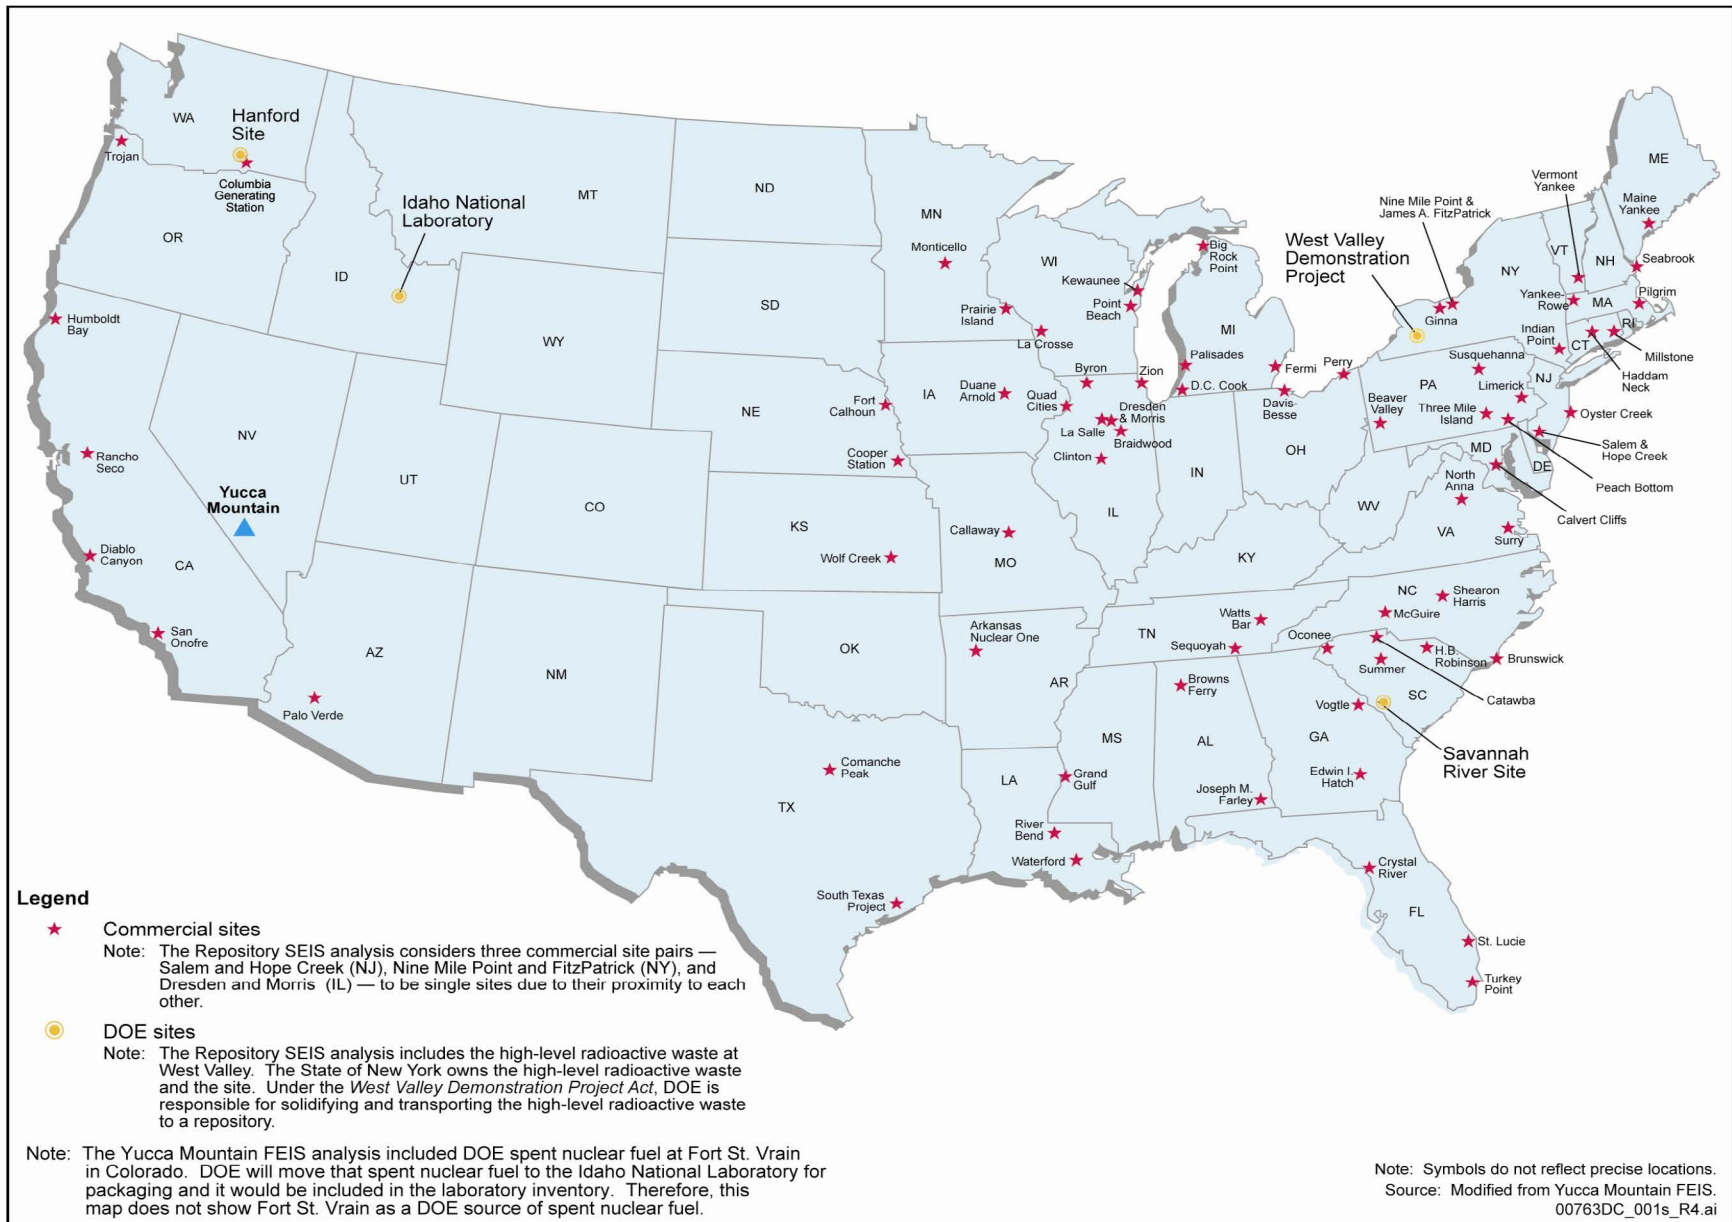 WA
Hanford
Site
Trojan
Columbia
Generating
Station
Idaho National
Laboratory
MT
ND
MN
OR
ID
SD
WY
Monticello
Prairie
Island
La Crosse
WI
Kewaunee
Point
Beach
Big
Rock
Point
MI
Palisades
D.C. Cook
Fermi
Davis-
Besse
Perry
West Valley
Demonstration
Project
Nine Mile Point &
James A. FitzPatrick
Ginna
NY
Vermont
Yankee
VT
NH
ME
Maine
Yankee
Seabrook
Yankee-
Rowe
MA
Pilgrim
RI
CT
Indian
Point
Millstone
Haddam
Neck
Susquehanna
PA
Limerick
NJ
Beaver
Valley
Three Mile
Island
Oyster Creek
Salem &
Hope Creek
Peach Bottom
MD
DE
Calvert Cliffs
Humboldt
Bay
NV
Rancho
Seco
Yucca
Mountain
UT
CO
Diablo
Canyon
CA
San
Onofre
AZ
Palo Verde
NM
NE
Fort
Calhoun
Cooper
Station
IA
Duane
Arnold
Quad
Cities
Byron
Zion
Dresden
& Morris
La Salle
Braidwood
Clinton
IL
IN
OH
KS
Wolf Creek
Callaway
MO
KY
WV
North
Anna
VA
Surry
NC
Shearon
Harris
McGuire
Watts
Bar
TN
Sequoyah
Oconee
H.B.
Robinson
Brunswick
Summer
Catawba
SC
OK
Arkansas
Nuclear One
AR
Browns
Ferry
Vogtle
Savannah
River Site
MS
AL
GA
Edwin I.
Hatch
Joseph M.
Farley
TX
Comanche
Peak
LA
Grand
Gulf
River
Bend
Waterford
South Texas
Project
Crystal
River
FL
St. Lucie
Turkey
Point
Legend
Commercial sites
Note: The Repository SEIS analysis considers three commercial site pairs —
Salem and Hope Creek (NJ), Nine Mile Point and FitzPatrick (NY), and
Dresden and Morris (IL) — to be single sites due to their proximity to each
other.
DOE sites
Note: The Repository SEIS analysis includes the high-level radioactive waste at
West Valley. The State of New York owns the high-level radioactive waste
and the site. Under the West Valley Demonstration Project Act, DOE is
responsible for solidifying and transporting the high-level radioactive waste
to a repository.
Note: The Yucca Mountain FEIS analysis included DOE spent nuclear fuel at Fort St. Vrain
in Colorado. DOE will move that spent nuclear fuel to the Idaho National Laboratory for
packaging and it would be included in the laboratory inventory. Therefore, this
map does not show Fort St. Vrain as a DOE source of spent nuclear fuel.
Note: Symbols do not reflect precise locations.
Source: Modified from Yucca Mountain FEIS.
00763DC_001s_R4.ai